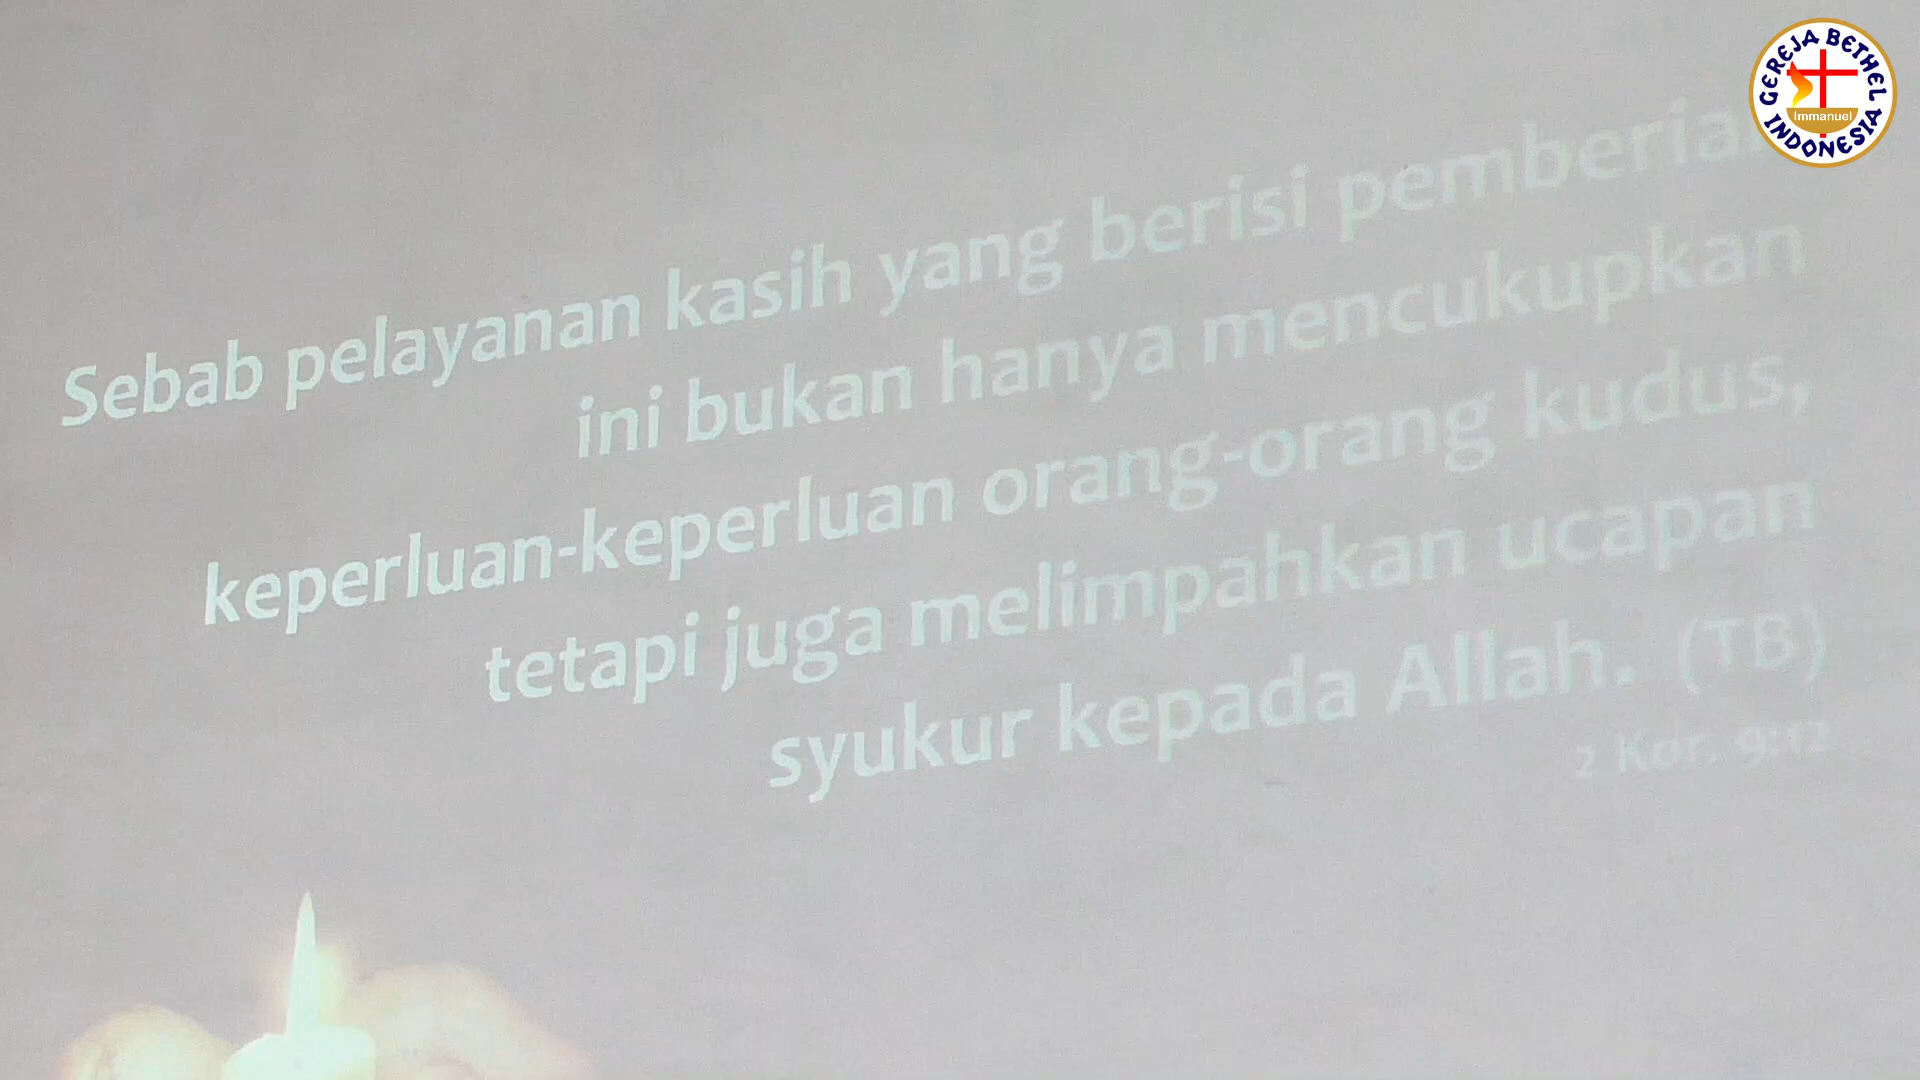 GEREJA BETHEL
INDONESIA
Immanuel
Sebab pelayanan kasih yang berisi pemberian
ini bukan hanya mencukupkan
keperluan-keperluan orang-orang kudus,
tetapi juga melimpahkan ucapan
syukur kepada Allah. (TB)
2 Kor. 9:12